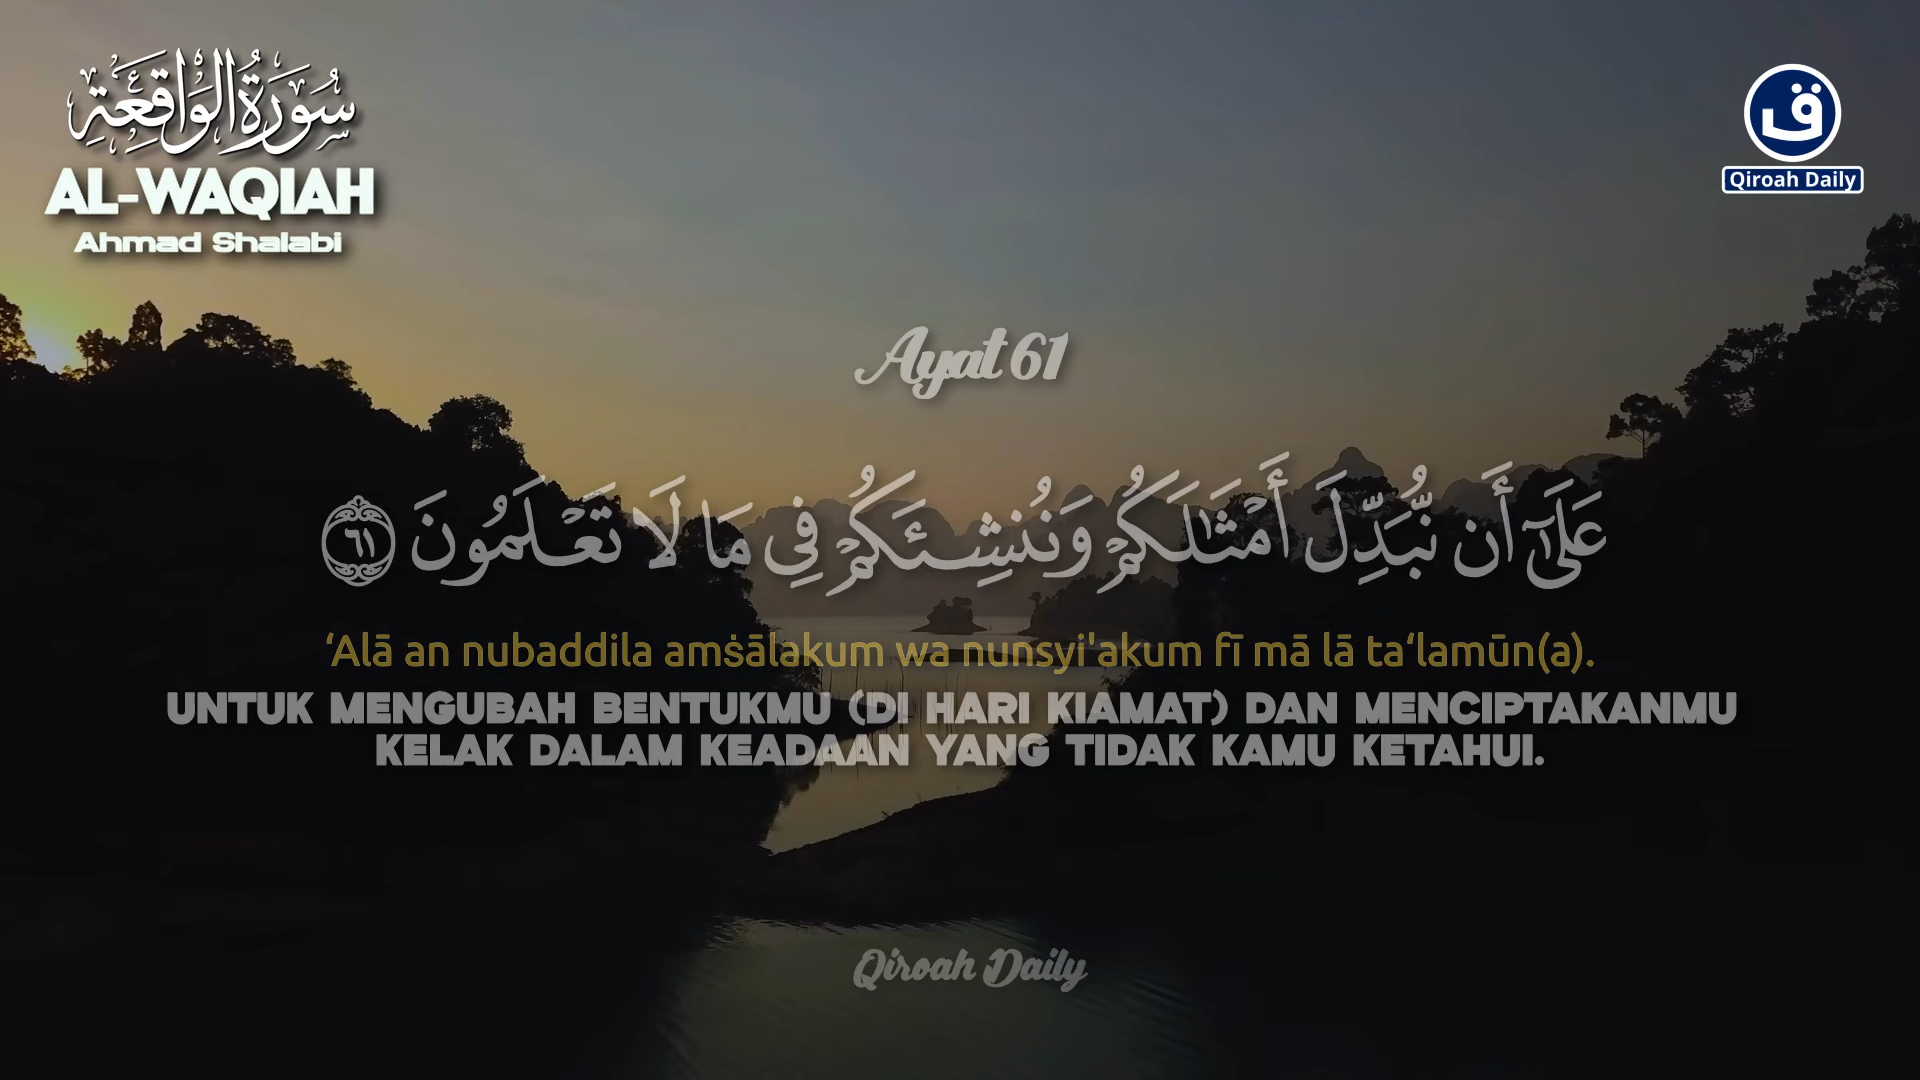 سُورَةُ الْوَاقِعَةِ
AL-WAQIAH
Ahmad Shalabi
ق
Qiroah Daily
Ayat 61
عَلَىٰٓ أَن نُّبَدِّلَ أَمْثَٰلَكُمْ وَنُنشِئَكُمْ فِى مَا لَا تَعْلَمُونَ ٦١
‘Alā an nubaddila amṡālakum wa nunsyi'akum fī mā lā ta‘lamūn(a).
UNTUK MENGUBAH BENTUKMU (DI HARI KIAMAT) DAN MENCIPTAKANMU
KELAK DALAM KEADAAN YANG TIDAK KAMU KETAHUI.
Qiroah Daily